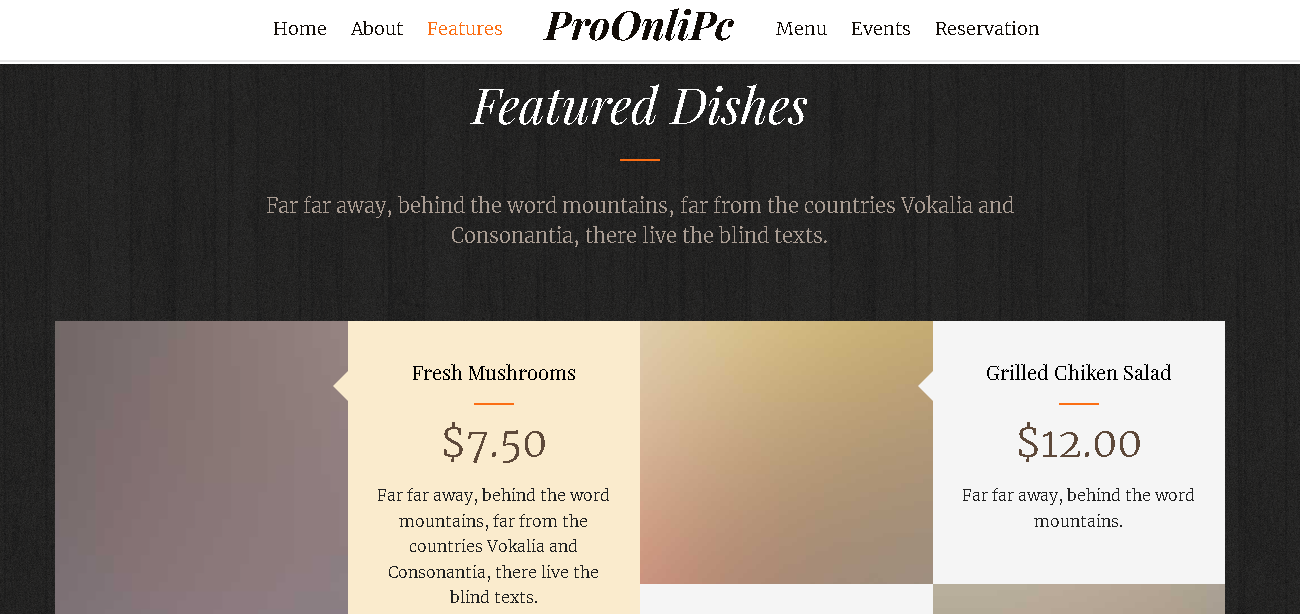 Home About Features ProOnliPc Menu Events Reservation
Featured Dishes
Far far away, behind the word mountains, far from the countries Vokalia and
Consonantia, there live the blind texts.
Fresh Mushrooms
$7.50
Far far away, behind the word
mountains, far from the
countries Vokalia and
Consonantia, there live the
blind texts.
Grilled Chiken Salad
$12.00
Far far away, behind the word
mountains.